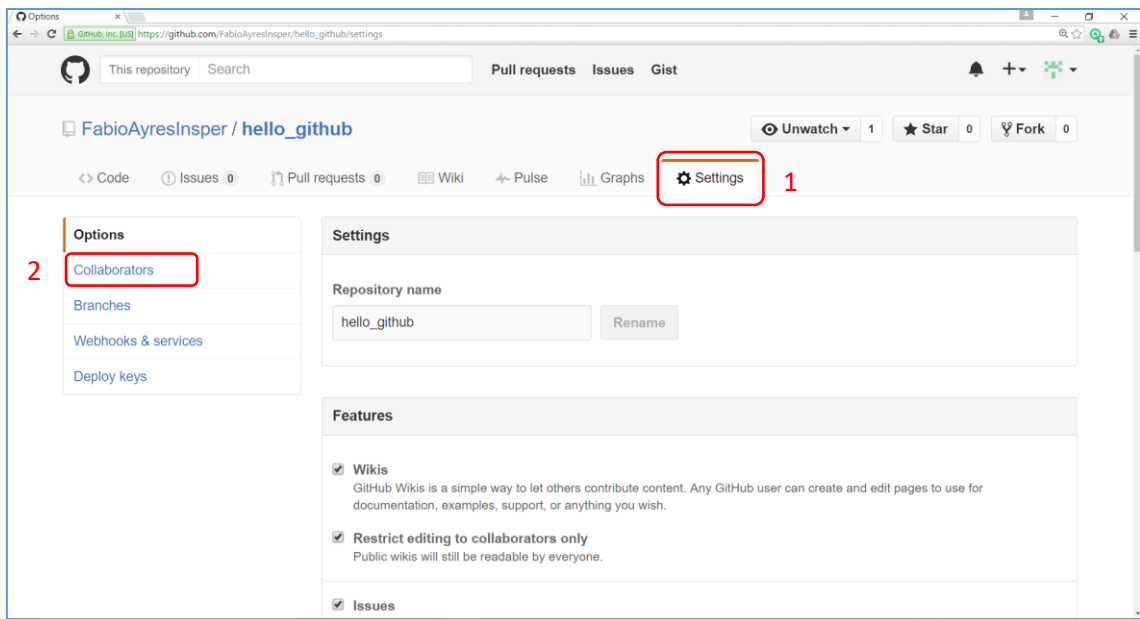 Options
GitHub, Inc. [US] https://github.com/FabioAyresInsper/hello_github/settings
This repository Search Pull requests Issues Gist
FabioAyresInsper / hello_github Unwatch 1 Star 0 Fork 0
Code Issues 0 Pull requests 0 Wiki Pulse Graphs Settings 1
Options
2 Collaborators
Branches
Webhooks & services
Deploy keys
Settings
Repository name
hello_github Rename
Features
Wikis
GitHub Wikis is a simple way to let others contribute content. Any GitHub user can create and edit pages to use for
documentation, examples, support, or anything you wish.
Restrict editing to collaborators only
Public wikis will still be readable by everyone.
Issues